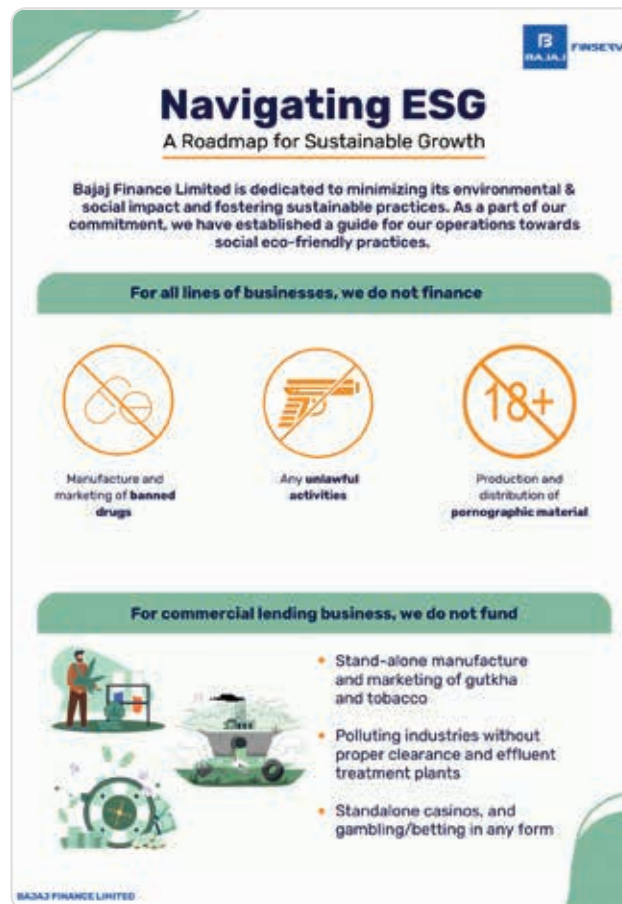 BAJAJ
FINSERV
Navigating ESG
A Roadmap for Sustainable Growth
Bajaj Finance Limited is dedicated to minimizing its environmental &
social impact and fostering sustainable practices. As a part of our
commitment, we have established a guide for our operations towards
social eco-friendly practices.
For all lines of businesses, we do not finance
18+
Manufacture and
marketing of banned
drugs
Any unlawful
activities
Production and
distribution of
pornographic material
For commercial lending business, we do not fund
• Stand-alone manufacture
and marketing of gutkha
and tobacco
• Polluting industries without
proper clearance and effluent
treatment plants
• Standalone casinos, and
gambling/betting in any form
BAJAJ FINANCE LIMITED